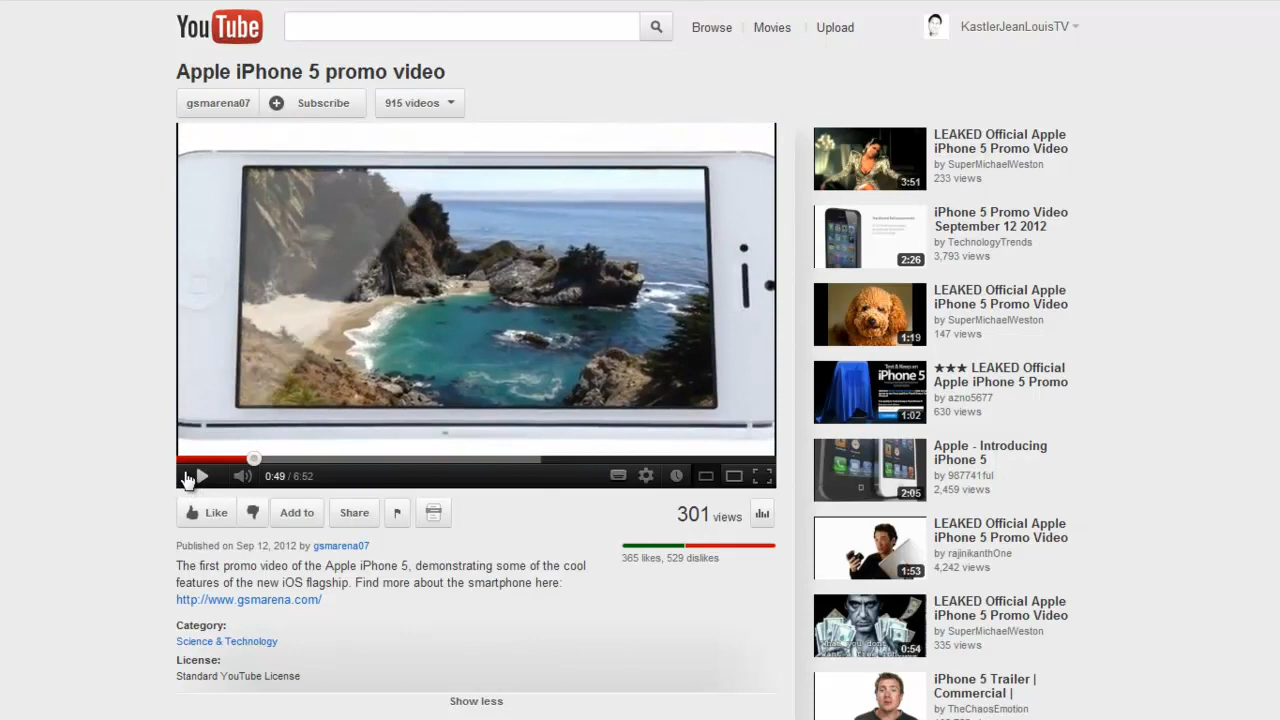 YouTube
Browse
Movies
Upload
KastlerJeanLouisTV
Apple iPhone 5 promo video
gsmarena07
Subscribe
915 videos
0:49 / 6:52
Like
Add to
Share
301 views
Published on Sep 12, 2012 by gsmarena07
365 likes, 529 dislikes
The first promo video of the Apple iPhone 5, demonstrating some of the cool
features of the new iOS flagship. Find more about the smartphone here:
http://www.gsmarena.com/
Category:
Science & Technology
License:
Standard YouTube License
Show less
3:51
LEAKED Official Apple
iPhone 5 Promo Video
by SuperMichaelWeston
233 views
2:26
iPhone 5 Promo Video
September 12 2012
by TechnologyTrends
3,793 views
1:19
LEAKED Official Apple
iPhone 5 Promo Video
by SuperMichaelWeston
147 views
Test & Keep an
iPhone 5
1:02
★★★ LEAKED Official
Apple iPhone 5 Promo
by azno5677
630 views
2:05
Apple - Introducing
iPhone 5
by 987741ful
2,459 views
1:53
LEAKED Official Apple
iPhone 5 Promo Video
by rajinikanthOne
4,242 views
0:54
LEAKED Official Apple
iPhone 5 Promo Video
by SuperMichaelWeston
335 views
iPhone 5 Trailer |
Commercial |
by TheChaosEmotion